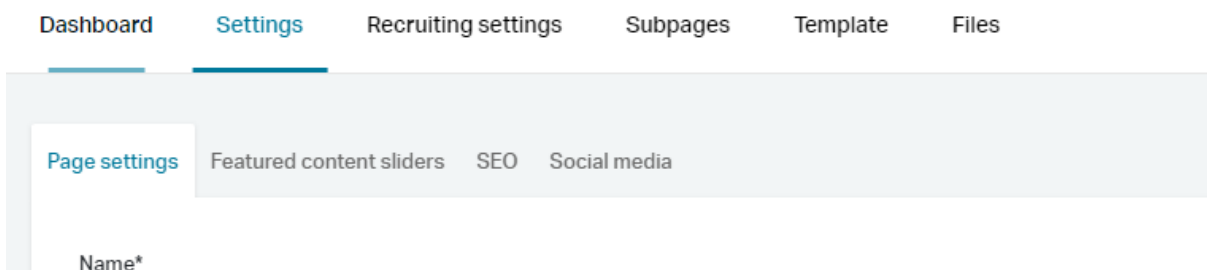 Dashboard Settings Recruiting settings Subpages Template Files
Page settings Featured content sliders SEO Social media
Name*